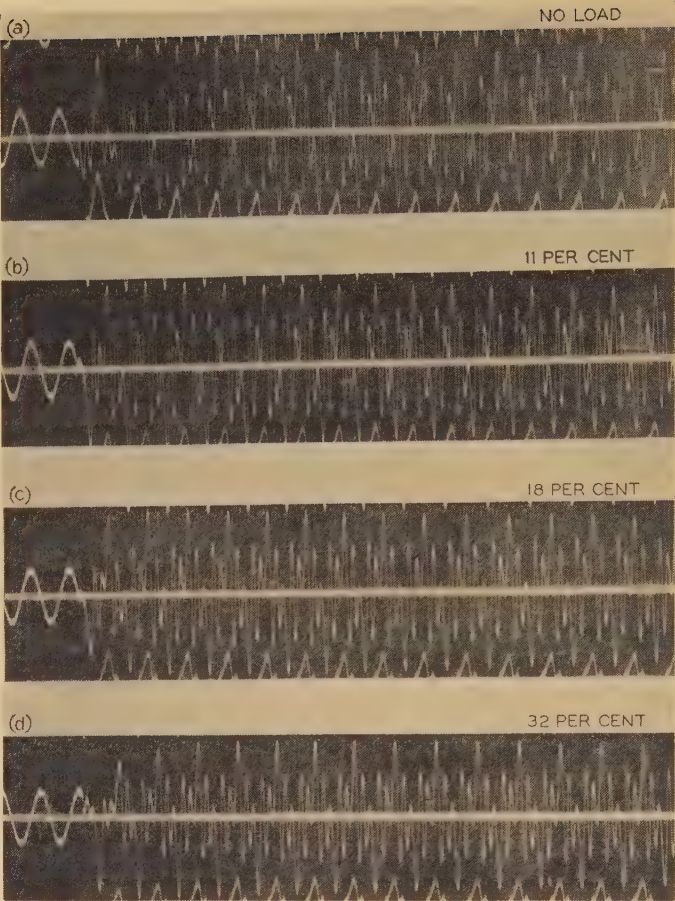 (a)
NO LOAD
(b)
11 PER CENT
(c)
18 PER CENT
(d)
32 PER CENT